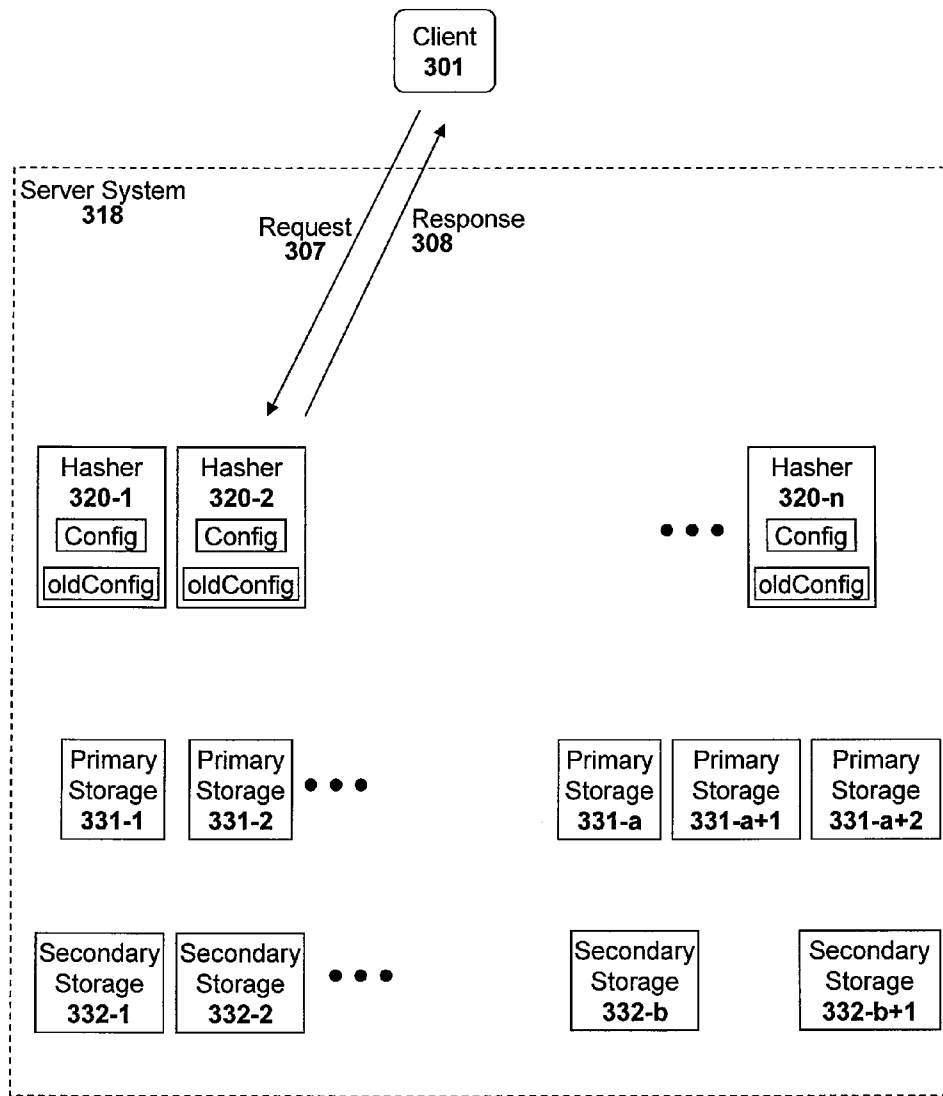 Client
301
Server System
318
Request
307
Response
308
Hasher
320-1
Config
oldConfig
Hasher
320-2
Config
oldConfig
Hasher
320-n
Config
oldConfig
Primary
Storage
331-1
Primary
Storage
331-2
Primary
Storage
331-a
Primary
Storage
331-a+1
Primary
Storage
331-a+2
Secondary
Storage
332-1
Secondary
Storage
332-2
Secondary
Storage
332-b
Secondary
Storage
332-b+1